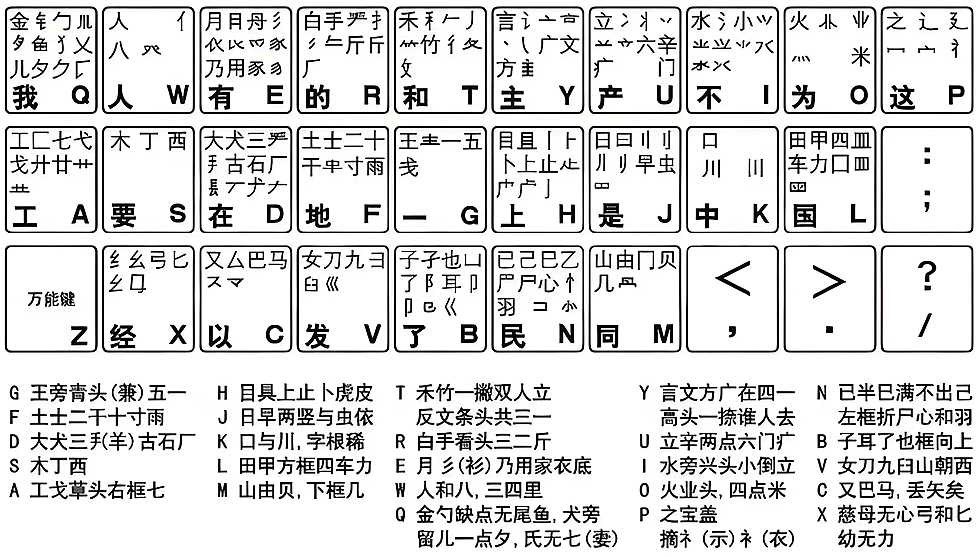 金 钅 勹 儿
夕 鱼 犭 乂
儿 夕 ク 厂
我 Q
人 亻
八 癶
人 W
月 目 丹 彡
衣 豕
乃 用 家 豸
有 E
白 手 龵 扌
斤 斤
厂
的 R
禾 禾 丿
竹 彳 夂
攵
和 T
言 讠 亠
丶 乀 广 文
方 圭
主 Y
立 冫 丬
六 辛
疒 门
产 U
水 氵 小
不 I
火 业
灬 米
为 O
之 辶 廴
冖 宀 礻
这 P
工 匚 七 弋
戈 廾 廿 艹
工 A
木 丁 西
要 S
大 犬 三
古 石 厂
在 D
土 士 二 十
干 寸 雨
地 F
王 龶 一 五
戋
一 G
目 且 丨
卜 上 止
上 H
日 曰 刂
早 虫
是 J
口
川
中 K
田 甲 四 皿
车 力 囗
国 L
:
;
万能键
Z
纟 幺 弓 匕
经 X
又 厶 巴 马
ス マ
以 C
女 刀 九 彐
臼 巛
发 V
子 孑 也 凵
了 阝 耳 卩
了 B
已 己 巳 乙
尸 心 忄
羽 コ
民 N
山 由 冂 贝
几
同 M
<
,
>
.
?
/
G 王旁青头(兼)五一
F 土士二干十寸雨
D 大犬三手(羊)古石厂
S 木丁西
A 工戈草头右框七
H 目具上止卜虎皮
J 日早两竖与虫依
K 口与川,字根稀
L 田甲方框四车力
M 山由贝,下框几
T 禾竹一撇双人立
反文条头共三一
R 白手看头三二斤
E 月彡(衫)乃用家衣底
W 人和八,三四里
Q 金勺缺点无尾鱼,犬旁
留儿一点夕,氏无七(妻)
Y 言文方广在四一
高头一捺谁人去
U 立辛两点六门疒
I 水旁兴头小倒立
O 火业头,四点米
P 之宝盖
摘礻(示)衤(衣)
N 已半巳满不出己
左框折尸心和羽
B 子耳了也框向上
V 女刀九臼山朝西
C 又巴马,丢矢矣
X 慈母无心弓和匕
幼无力